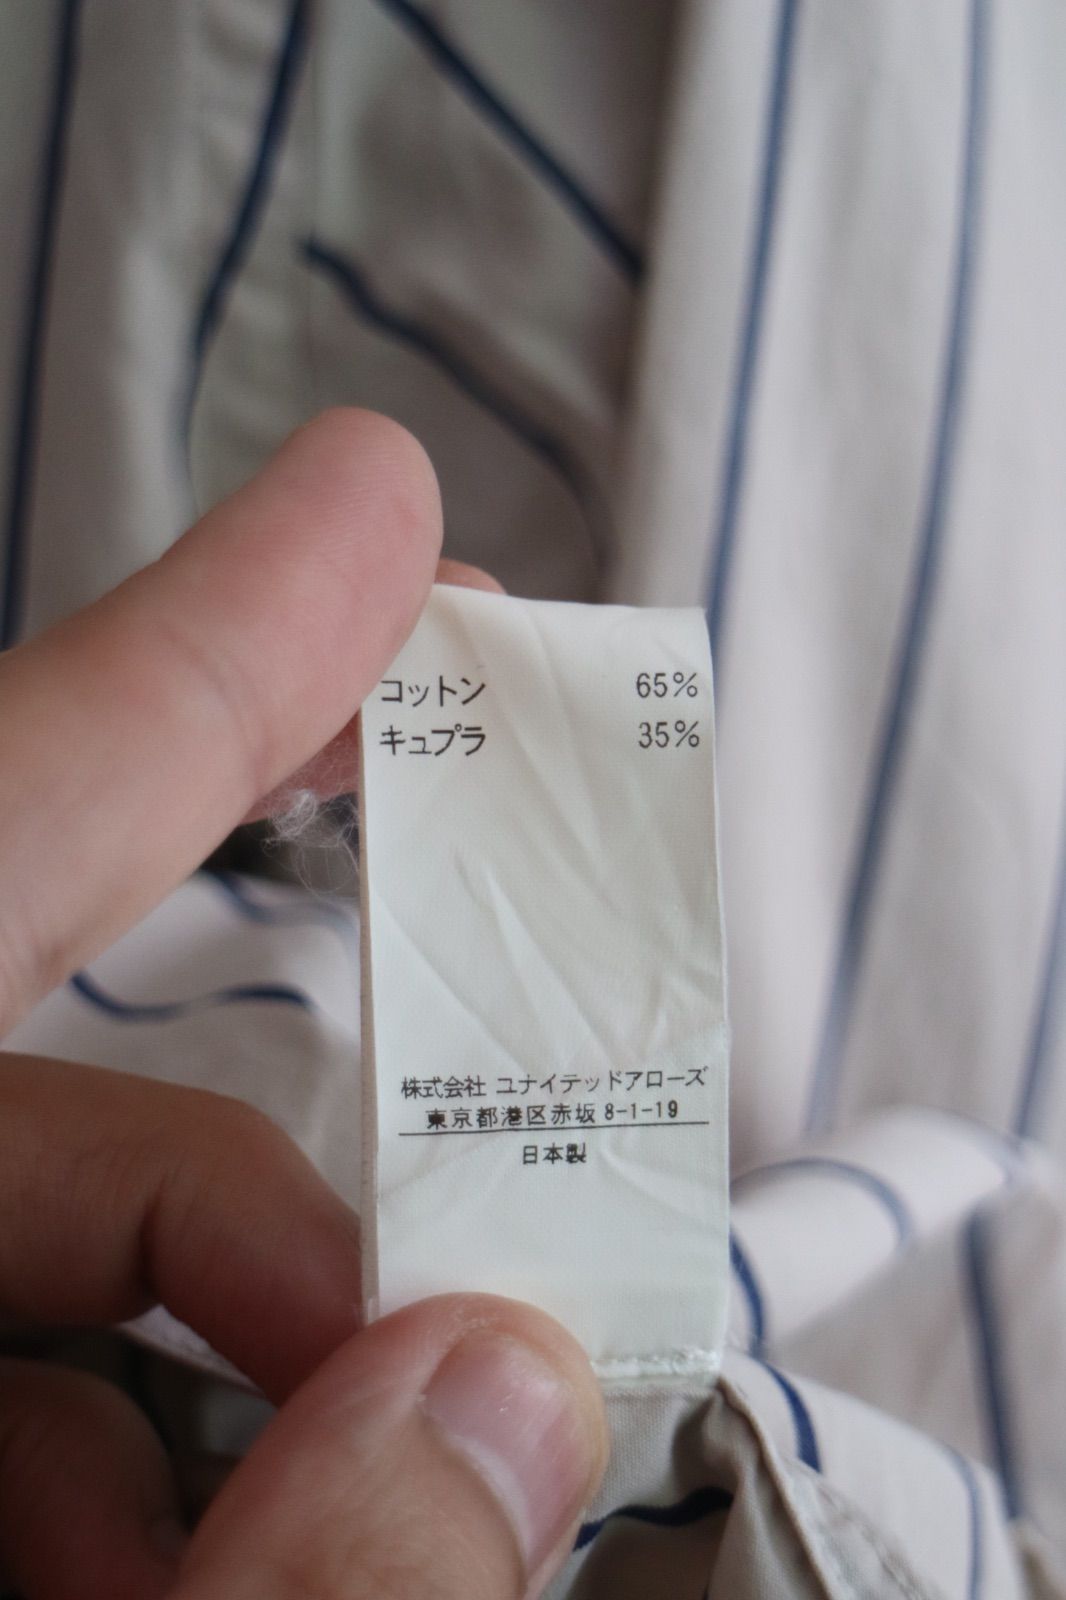 コットン 65%
キュプラ 35%
株式会社 ユナイテッドアローズ
東京都港区赤坂 8-1-19
日本製